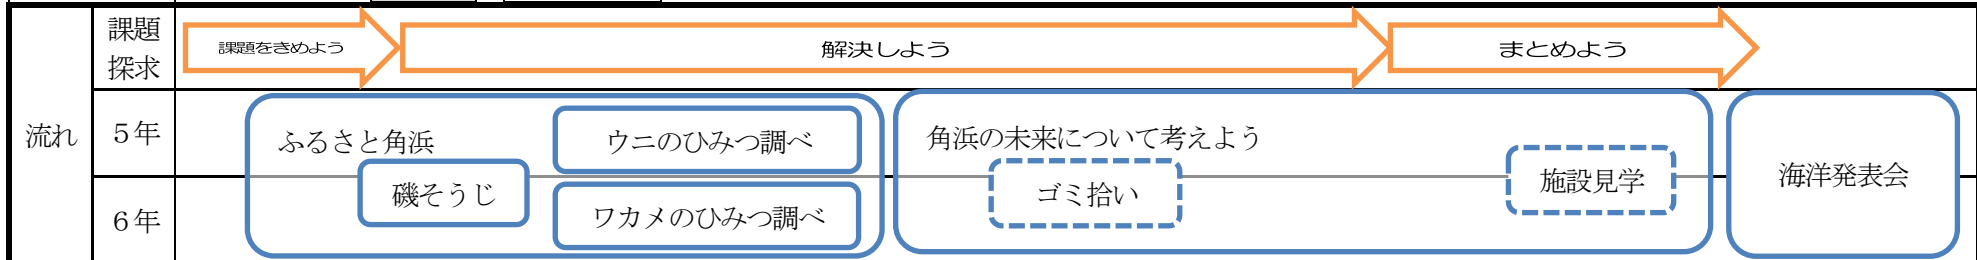 課題
探求
課題をきめよう
解決しよう
まとめよう
流れ
５年
６年
ふるさと角浜
ウニのひみつ調べ
磯そうじ
ワカメのひみつ調べ
角浜の未来について考えよう
ゴミ拾い
施設見学
海洋発表会